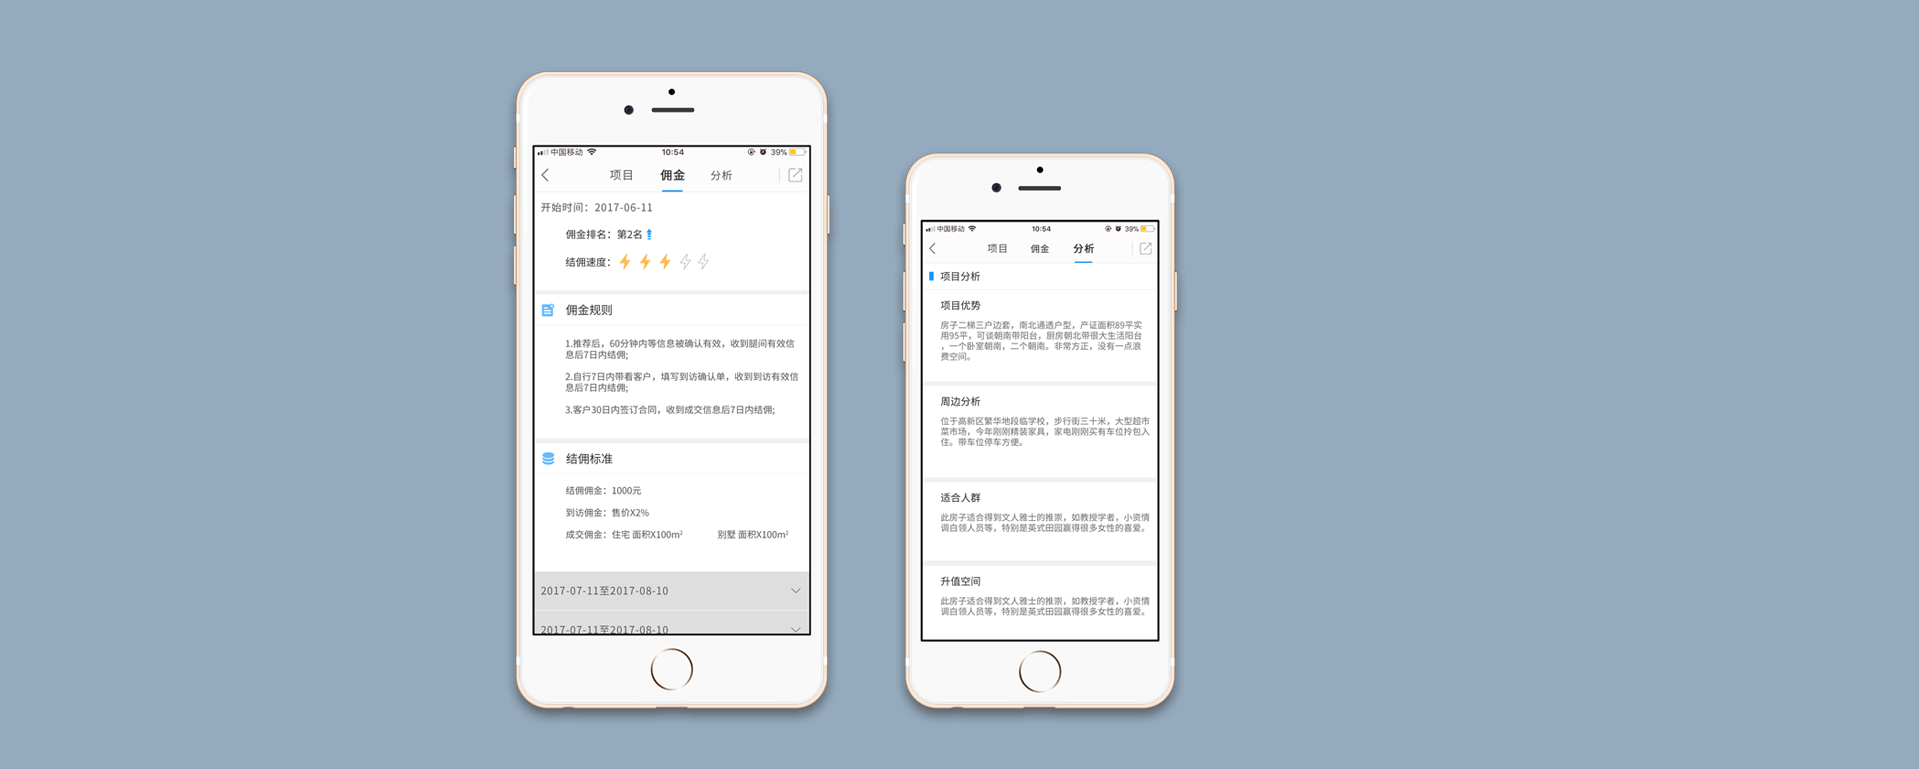 中国移动
10:54
39%
项目
佣金
分析
开始时间：2017-06-11
佣金排名：第2名
结佣速度：
佣金规则
1.推荐后，60分钟内等信息被确认有效，收到腿间有效信
息后7日内结佣;
2.自行7日内带看客户，填写到访确认单，收到到访有效信
息后7日内结佣;
3.客户30日内签订合同，收到成交信息后7日内结佣;
结佣标准
结佣佣金：1000元
到访佣金：售价X2%
成交佣金：住宅 面积X100m²
别墅 面积X100m²
2017-07-11至2017-08-10
2017-07-11至2017-08-10
中国移动
10:54
39%
项目
佣金
分析
项目分析
项目优势
房子二梯三户边套，南北通透户型，产证面积89平实
用95平，可谈朝南带阳台，厨房朝北带很大生活阳台
，一个卧室朝南，二个朝南。非常方正，没有一点浪
费空间。
周边分析
位于高新区繁华地段临学校，步行街三十米，大型超市
菜市场，今年刚刚精装家具，家电刚刚买有车位拎包入
住。带车位停车方便。
适合人群
此房子适合得到文人雅士的推崇，如教授学者，小资情
调自领人员等，特别是英式田园赢得很多女性的喜爱。
升值空间
此房子适合得到文人雅士的推崇，如教授学者，小资情
调自领人员等，特别是英式田园赢得很多女性的喜爱。